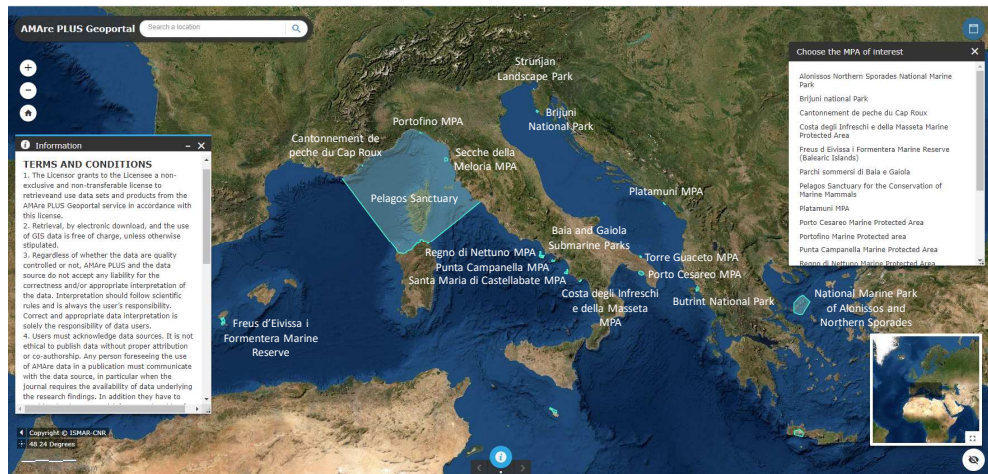 AMAre PLUS Geoportal
Search a location
Information
TERMS AND CONDITIONS
1. The Licensor grants to the Licensee a non-
exclusive and non-transferable license to
retrieveand use data sets and products from the
AMAre PLUS Geoportal service in accordance with
this license.
2. Retrieval, by electronic download, and the use
of GIS data is free of charge, unless otherwise
stipulated.
3. Regardless of whether the data are quality
controlled or not, AMAre PLUS and the data
source do not accept any liability for the
correctness and/or appropriate interpretation of
the data. Interpretation should follow scientific
rules and is always the user's responsibility.
Correct and appropriate data interpretation is
solely the responsibility of data users.
4. Users must acknowledge data sources. It is not
ethical to publish data without proper attribution
or co-authorship. Any person foreseeing the use
of AMAre data in a publication must communicate
with the data source, in particular when the
journal requires the availability of data underlying
the research findings. In addition they have to
Copyright © ISMAR-CNR
48 24 Degrees
Strunjan
Landscape Park
Brijuni
National Park
Portofino MPA
Cantonnement de
peche du Cap Roux
Secche della
Meloria MPA
Pelagos Sanctuary
Platamuni MPA
Baia and Gaiola
Submarine Parks
Regno di Nettuno MPA
Punta Campanella MPA
Santa Maria di Castellabate MPA
Torre Guaceto MPA
Porto Cesareo MPA
Costa degli Infreschi
e della Masseta
MPA
Butrint National Park
Freus d'Eivissa i
Formentera Marine
Reserve
National Marine Park
of Alonissos and
Northern Sporades
Choose the MPA of interest
Alonissos Northern Sporades National Marine
Park
Brijuni national Park
Cantonnement de peche du Cap Roux
Costa degli Infreschi e della Masseta Marine
Protected Area
Freus d Eivissa i Formentera Marine Reserve
(Balearic Islands)
Parchi sommersi di Baia e Gaiola
Pelagos Sanctuary for the Conservation of
Marine Mammals
Platamuni MPA
Porto Cesareo Marine Protected Area
Portofino Marine Protected area
Punta Campanella Marine Protected Area
Regno di Nettuno Marine Protected Area